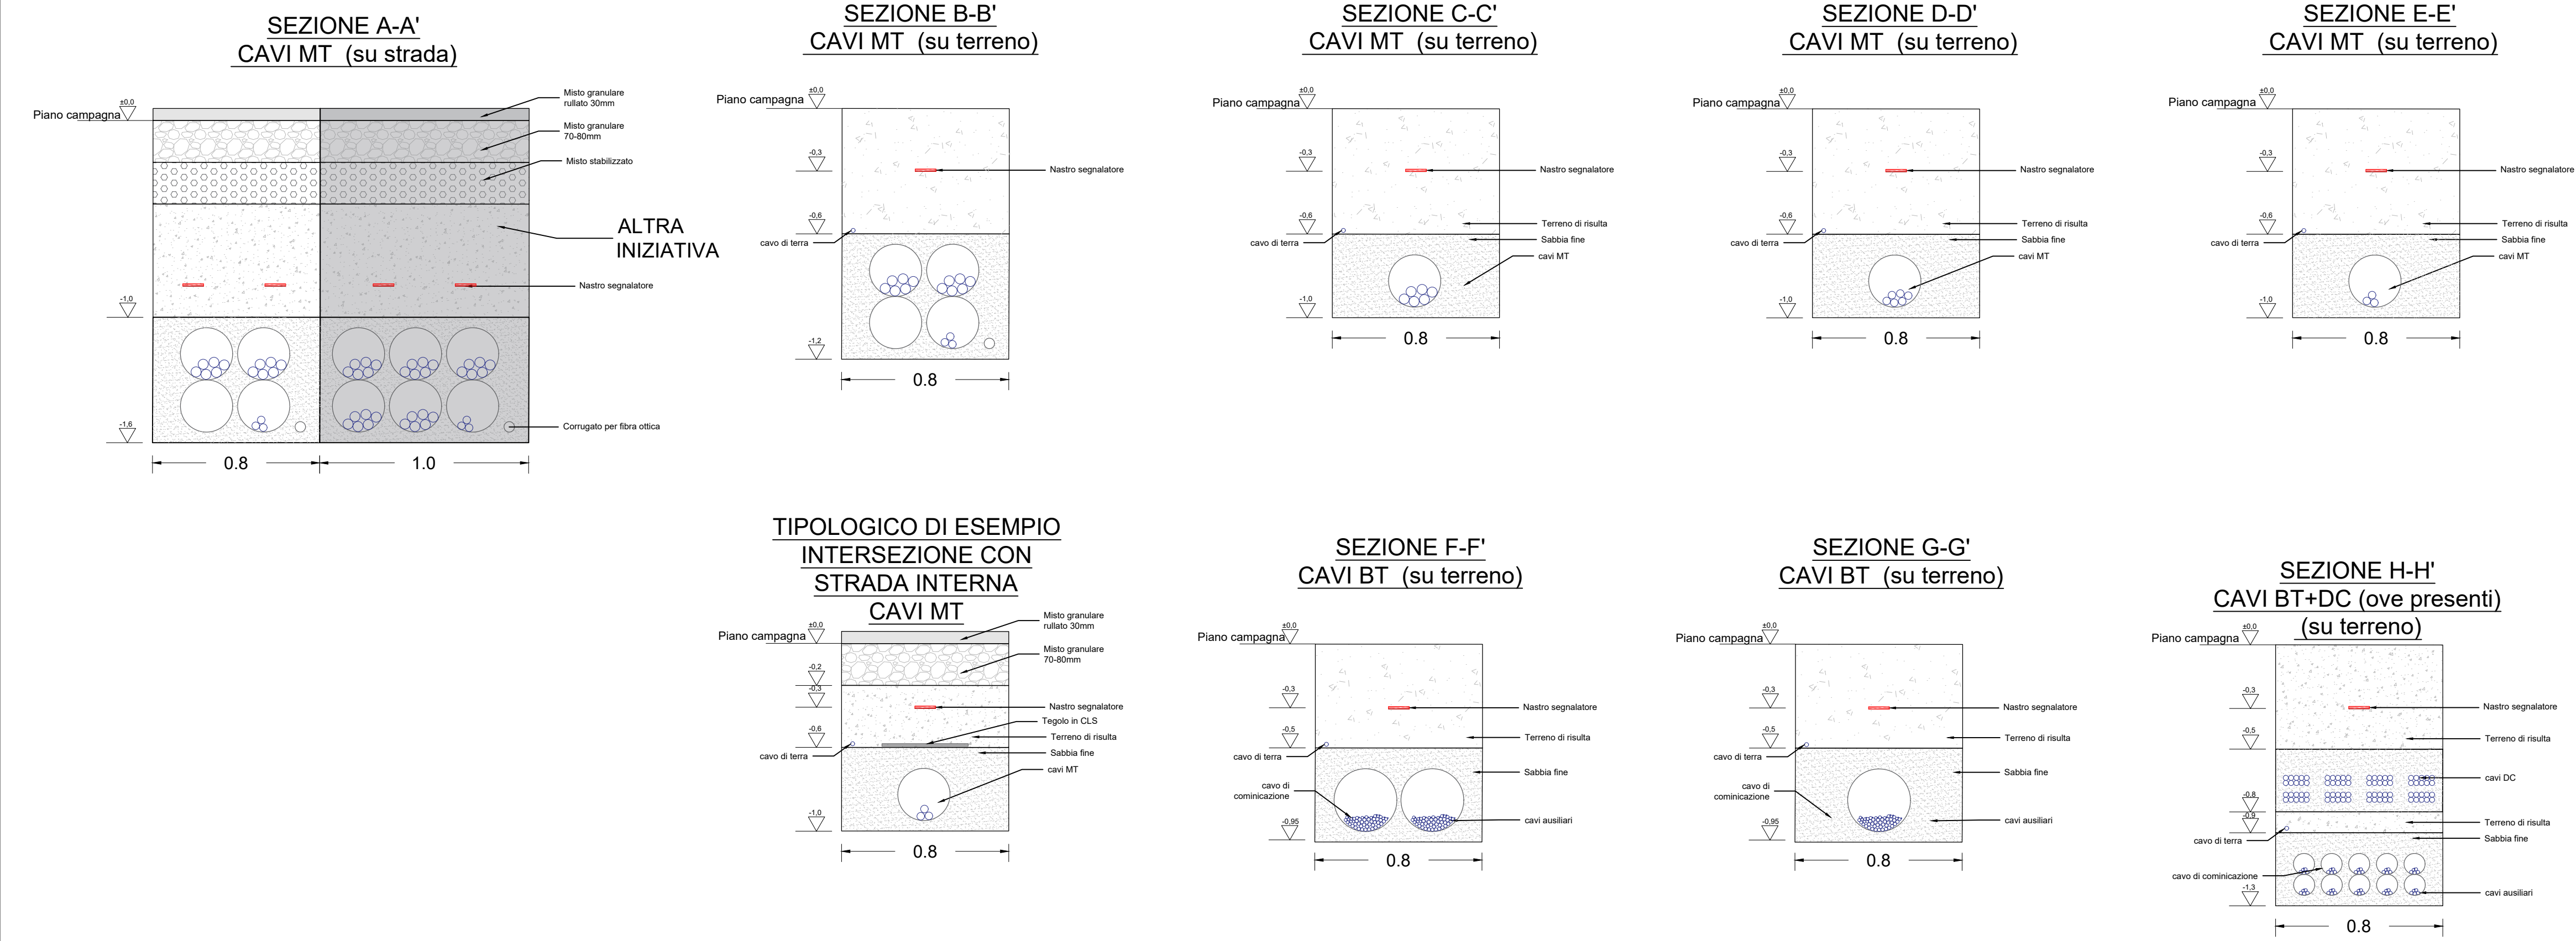 SEZIONE A-A'
CAVI MT (su strada)
±0,0
Piano campagna
Misto granulare
rullato 30mm
Misto granulare
70-80mm
Misto stabilizzato
ALTRA
INIZIATIVA
Nastro segnalatore
-1,0
Corrugato per fibra ottica
-1,6
0.8
1.0
SEZIONE B-B'
CAVI MT (su terreno)
±0,0
Piano campagna
-0,3
Nastro segnalatore
-0,6
cavo di terra
-1,2
0.8
SEZIONE C-C'
CAVI MT (su terreno)
±0,0
Piano campagna
-0,3
Nastro segnalatore
-0,6
Terreno di risulta
cavo di terra
Sabbia fine
cavi MT
-1,0
0.8
SEZIONE D-D'
CAVI MT (su terreno)
±0,0
Piano campagna
-0,3
Nastro segnalatore
-0,6
Terreno di risulta
cavo di terra
Sabbia fine
cavi MT
-1,0
0.8
SEZIONE E-E'
CAVI MT (su terreno)
±0,0
Piano campagna
-0,3
Nastro segnalatore
-0,6
Terreno di risulta
cavo di terra
Sabbia fine
cavi MT
-1,0
0.8
TIPOLOGICO DI ESEMPIO
INTERSEZIONE CON
STRADA INTERNA
CAVI MT
±0,0
Piano campagna
Misto granulare
rullato 30mm
Misto granulare
70-80mm
-0,2
-0,3
Nastro segnalatore
Tegolo in CLS
-0,6
Terreno di risulta
cavo di terra
Sabbia fine
cavi MT
-1,0
0.8
SEZIONE F-F'
CAVI BT (su terreno)
±0,0
Piano campagna
-0,3
Nastro segnalatore
-0,5
Terreno di risulta
cavo di terra
Sabbia fine
cavo di
cominicazione
cavi ausiliari
-0,95
0.8
SEZIONE G-G'
CAVI BT (su terreno)
±0,0
Piano campagna
-0,3
Nastro segnalatore
-0,5
Terreno di risulta
cavo di terra
Sabbia fine
cavo di
cominicazione
cavi ausiliari
-0,95
0.8
SEZIONE H-H'
CAVI BT+DC (ove presenti)
(su terreno)
±0,0
Piano campagna
-0,3
Nastro segnalatore
-0,5
Terreno di risulta
cavi DC
-0,8
-0,9
Terreno di risulta
cavo di terra
Sabbia fine
cavo di cominicazione
-1,3
cavi ausiliari
0.8